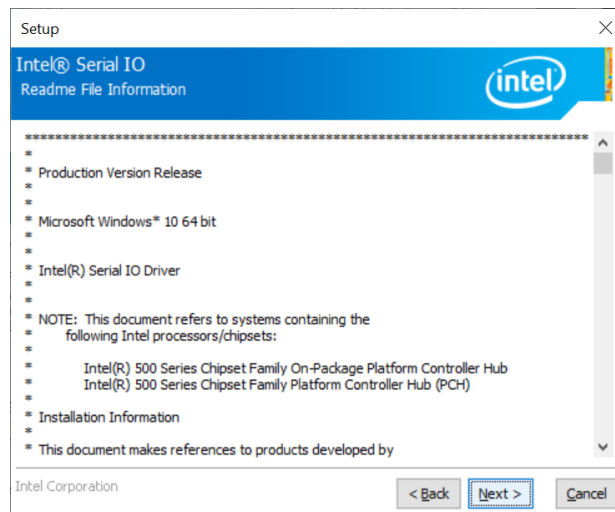 Setup
Intel® Serial IO
Readme File Information
intel
******************************************************************************
*
* Production Version Release
*
*
* Microsoft Windows* 10 64 bit
*
*
* Intel(R) Serial IO Driver
*
*
* NOTE: This document refers to systems containing the
* following Intel processors/chipsets:
*
* Intel(R) 500 Series Chipset Family On-Package Platform Controller Hub
* Intel(R) 500 Series Chipset Family Platform Controller Hub (PCH)
*
* Installation Information
*
* This document makes references to products developed by
Intel Corporation
< Back Next > Cancel